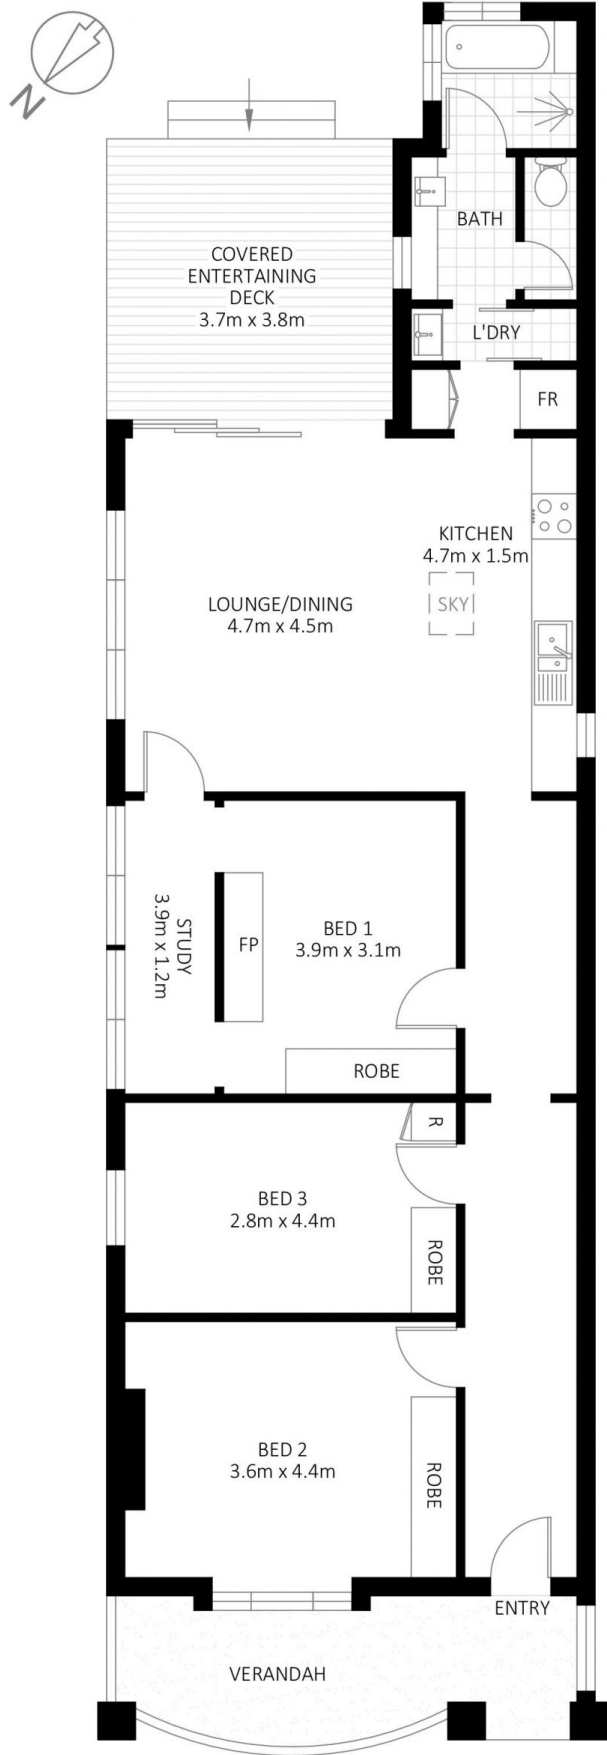 N
COVERED
ENTERTAINING
DECK
3.7m x 3.8m
BATH
L'DRY
FR
KITCHEN
4.7m x 1.5m
SKY
LOUNGE/DINING
4.7m x 4.5m
STUDY
3.9m x 1.2m
FP
BED 1
3.9m x 3.1m
ROBE
R
BED 3
2.8m x 4.4m
ROBE
BED 2
3.6m x 4.4m
ROBE
ENTRY
VERANDAH